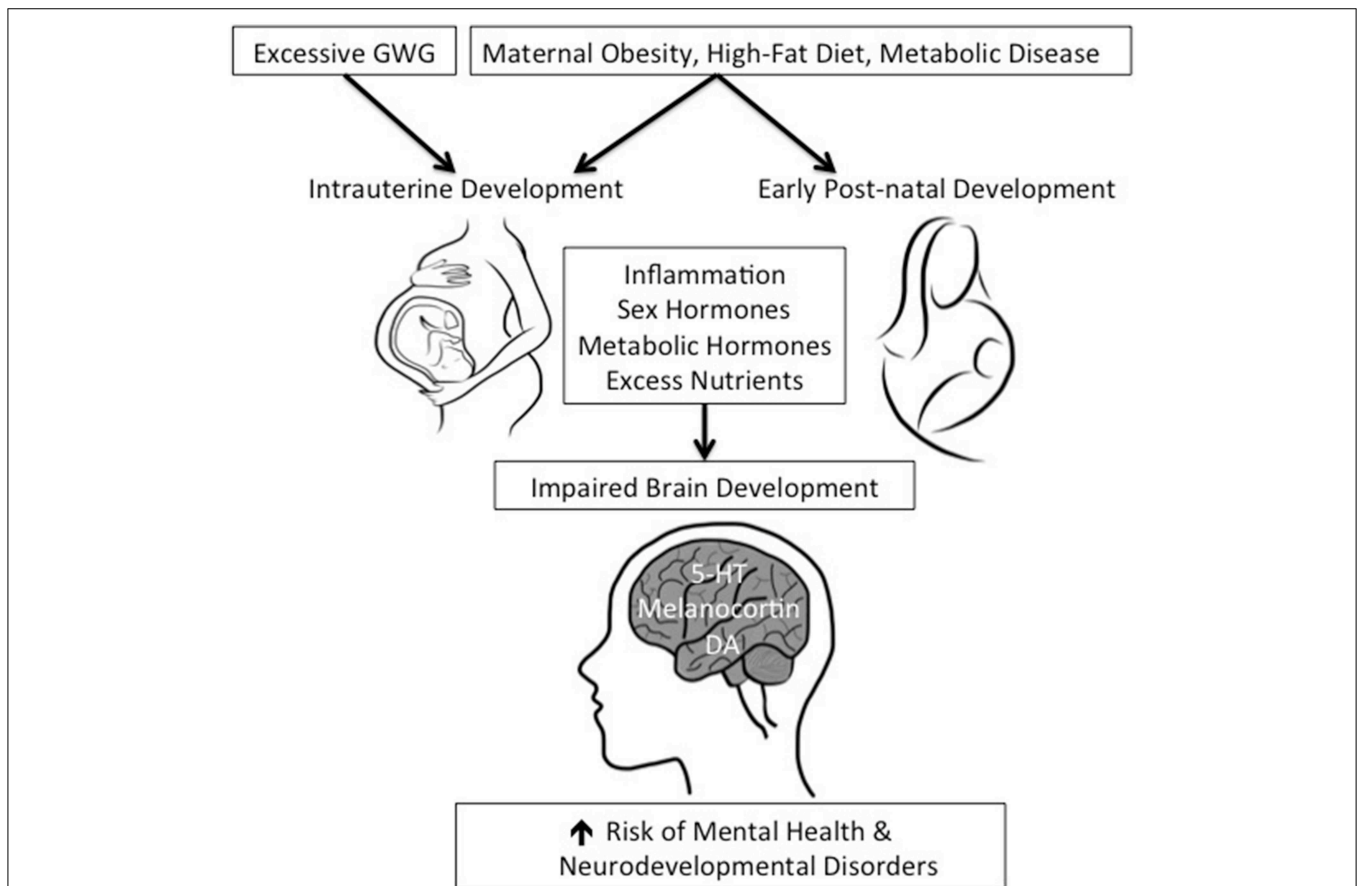 Excessive GWG
Maternal Obesity, High-Fat Diet, Metabolic Disease
Intrauterine Development
Early Post-natal Development
Inflammation
Sex Hormones
Metabolic Hormones
Excess Nutrients
Impaired Brain Development
5-HT
Melanocortin
DA
↑ Risk of Mental Health &
Neurodevelopmental Disorders